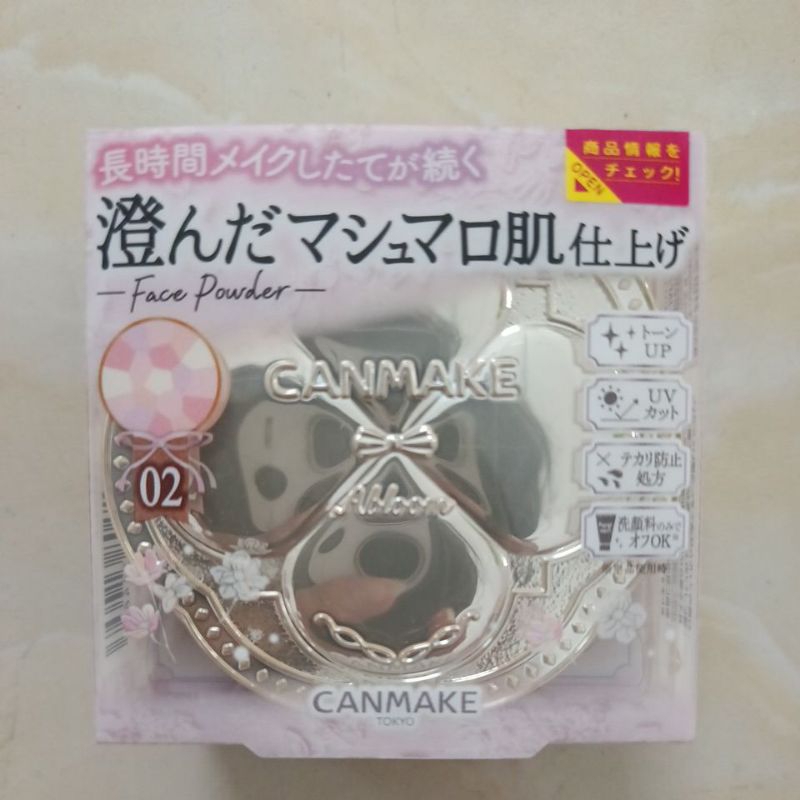 長時間メイクしたてが続く
商品情報を
チェック!
OPEN
澄んだマシュマロ肌仕上げ
Face Powder
トーン
UP
CANMAKE
UV
カット
テカリ防止
処方
02
Abloom
洗顔料のみで
オフOK※
CANMAKE
TOKYO